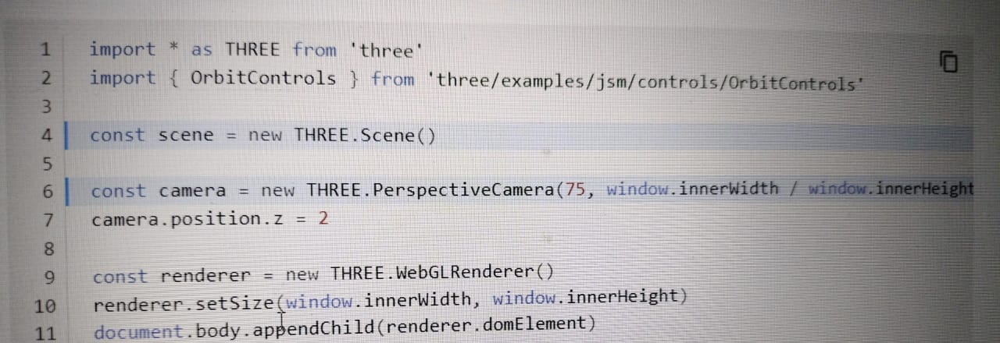 1 import * as THREE from 'three'
2 import { OrbitControls } from 'three/examples/jsm/controls/OrbitControls'
3
4 const scene = new THREE.Scene()
5
6 const camera = new THREE.PerspectiveCamera(75, window.innerWidth / window.innerHeight
7 camera.position.z = 2
8
9 const renderer = new THREE.WebGLRenderer()
10 renderer.setSize(window.innerWidth, window.innerHeight)
11 document.body.appendChild(renderer.domElement)